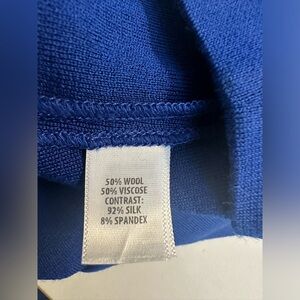 50% WOOL
50% VISCOSE
CONTRAST:
92% SILK
8% SPANDEX